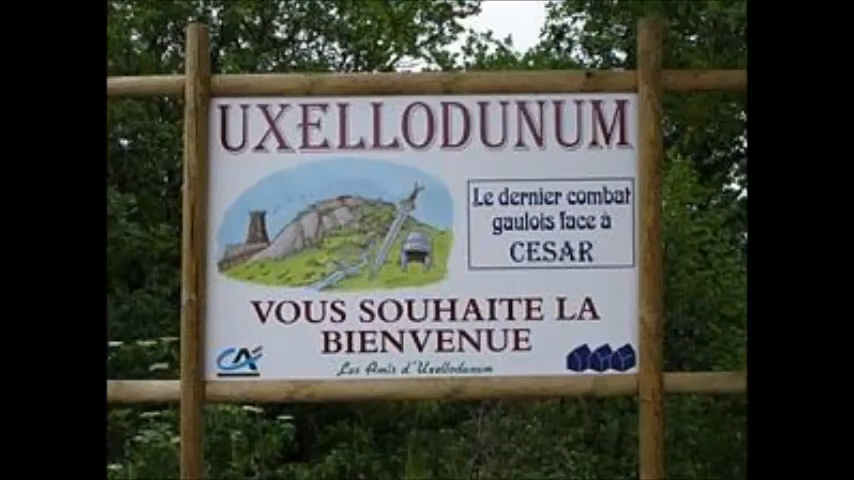 UXELLODUNUM
Le dernier combat
gaulois face à
CESAR
VOUS SOUHAITE LA
BIENVENUE
Les Amis d'Uxellodunum
CA